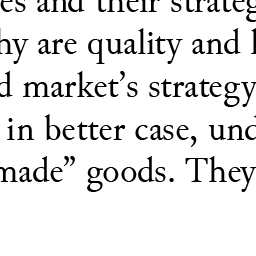 es and their strateg
hy are quality and
d market's strategy
in better case, und
made” goods. They